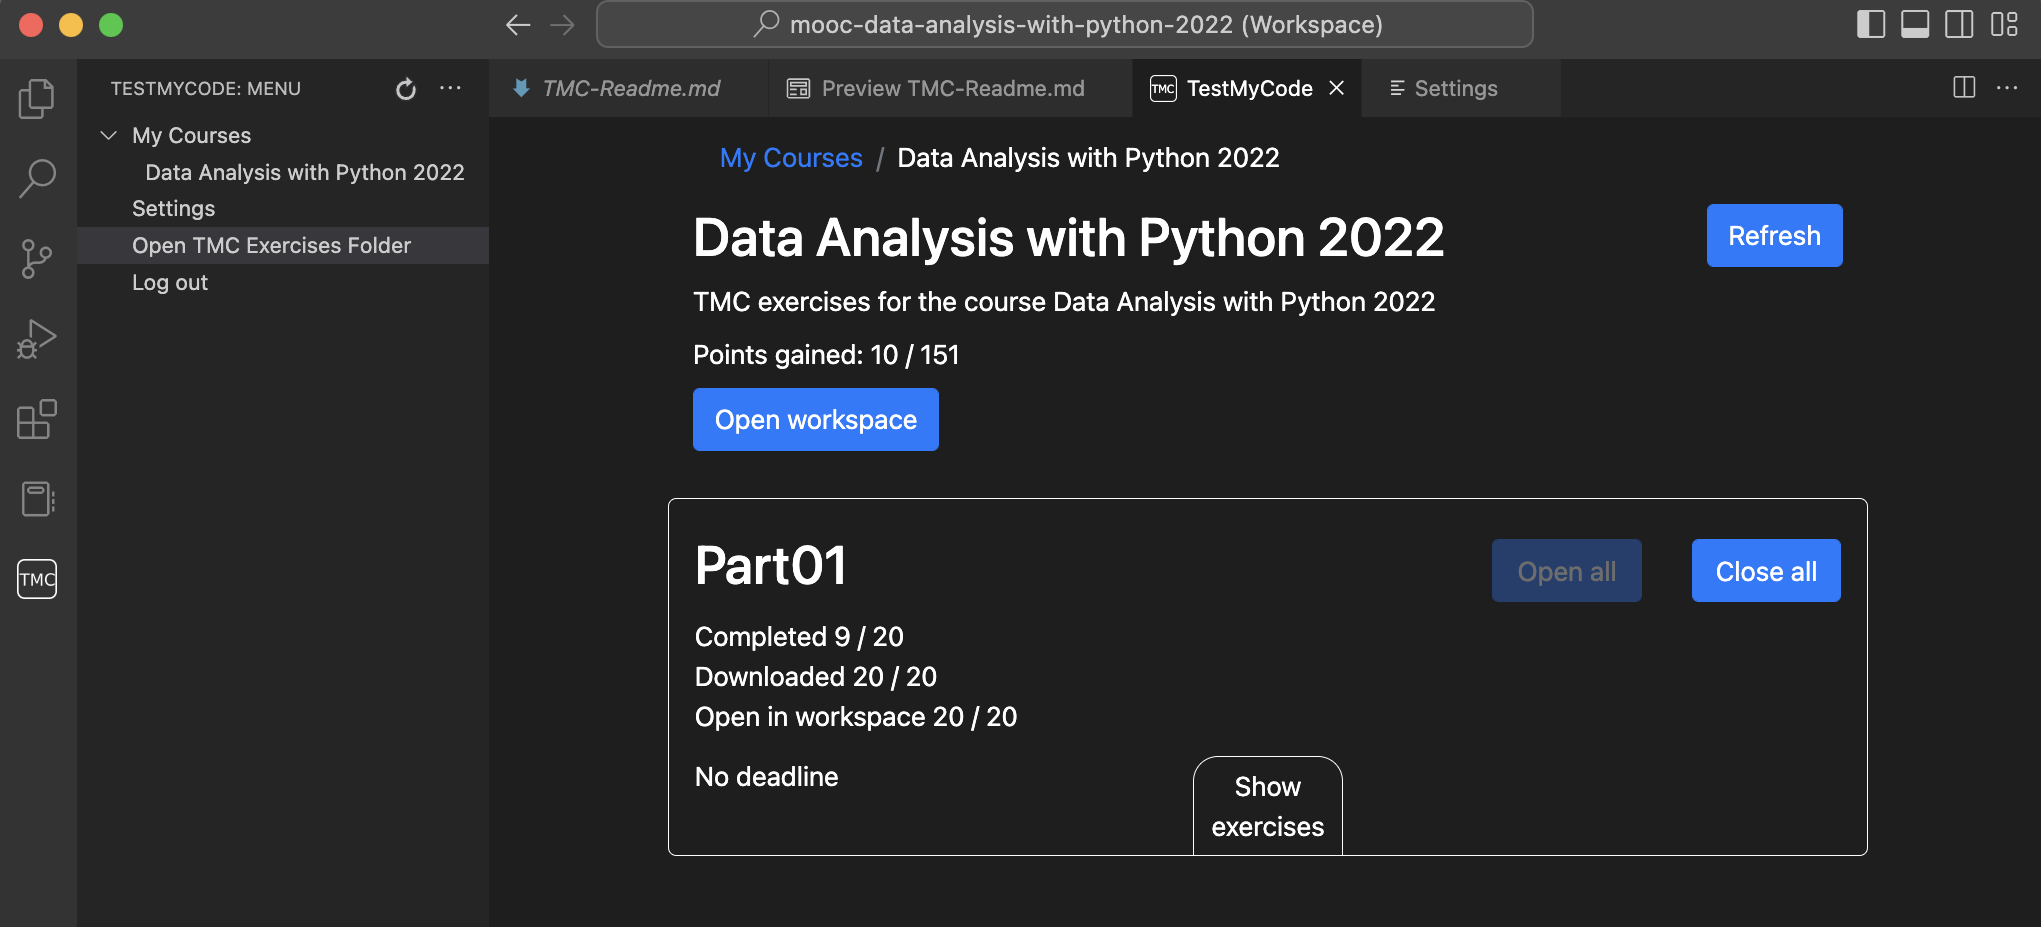 mooc-data-analysis-with-python-2022 (Workspace)
TESTMYCODE: MENU
My Courses
Data Analysis with Python 2022
Settings
Open TMC Exercises Folder
Log out
TMC
TMC-Readme.md
Preview TMC-Readme.md
TMC TestMyCode
Settings
My Courses / Data Analysis with Python 2022
Data Analysis with Python 2022
Refresh
TMC exercises for the course Data Analysis with Python 2022
Points gained: 10 / 151
Open workspace
Part01
Open all
Close all
Completed 9 / 20
Downloaded 20 / 20
Open in workspace 20 / 20
No deadline
Show
exercises